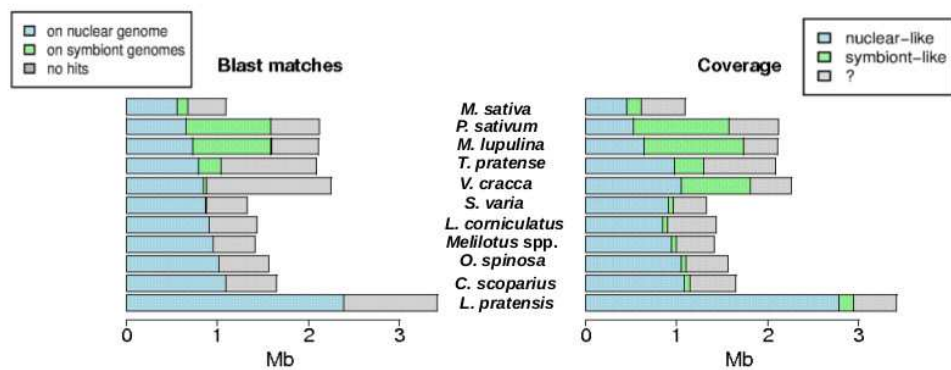 on nuclear genome
on symbiont genomes
no hits
Blast matches
Coverage
nuclear-like
symbiont-like
?
M. sativa
P. sativum
M. lupulina
T. pratense
V. cracca
S. varia
L. corniculatus
Melilotus spp.
O. spinosa
C. scoparius
L. pratensis
0 1 2 3
Mb
0 1 2 3
Mb